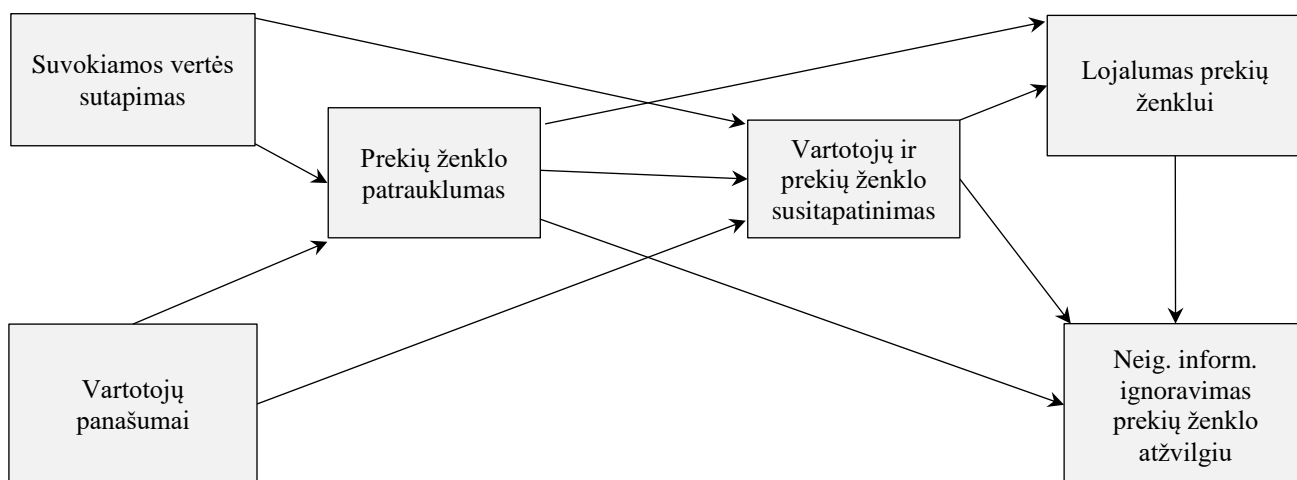 Suvokiamos vertės
sutapimas
Prekių ženklo
patrauklumas
Vartotojų ir
prekių ženklo
susitapatinimas
Lojalumas prekių
ženklui
Vartotojų
panašumai
Neig. inform.
ignoravimas
prekių ženklo
atžvilgiu